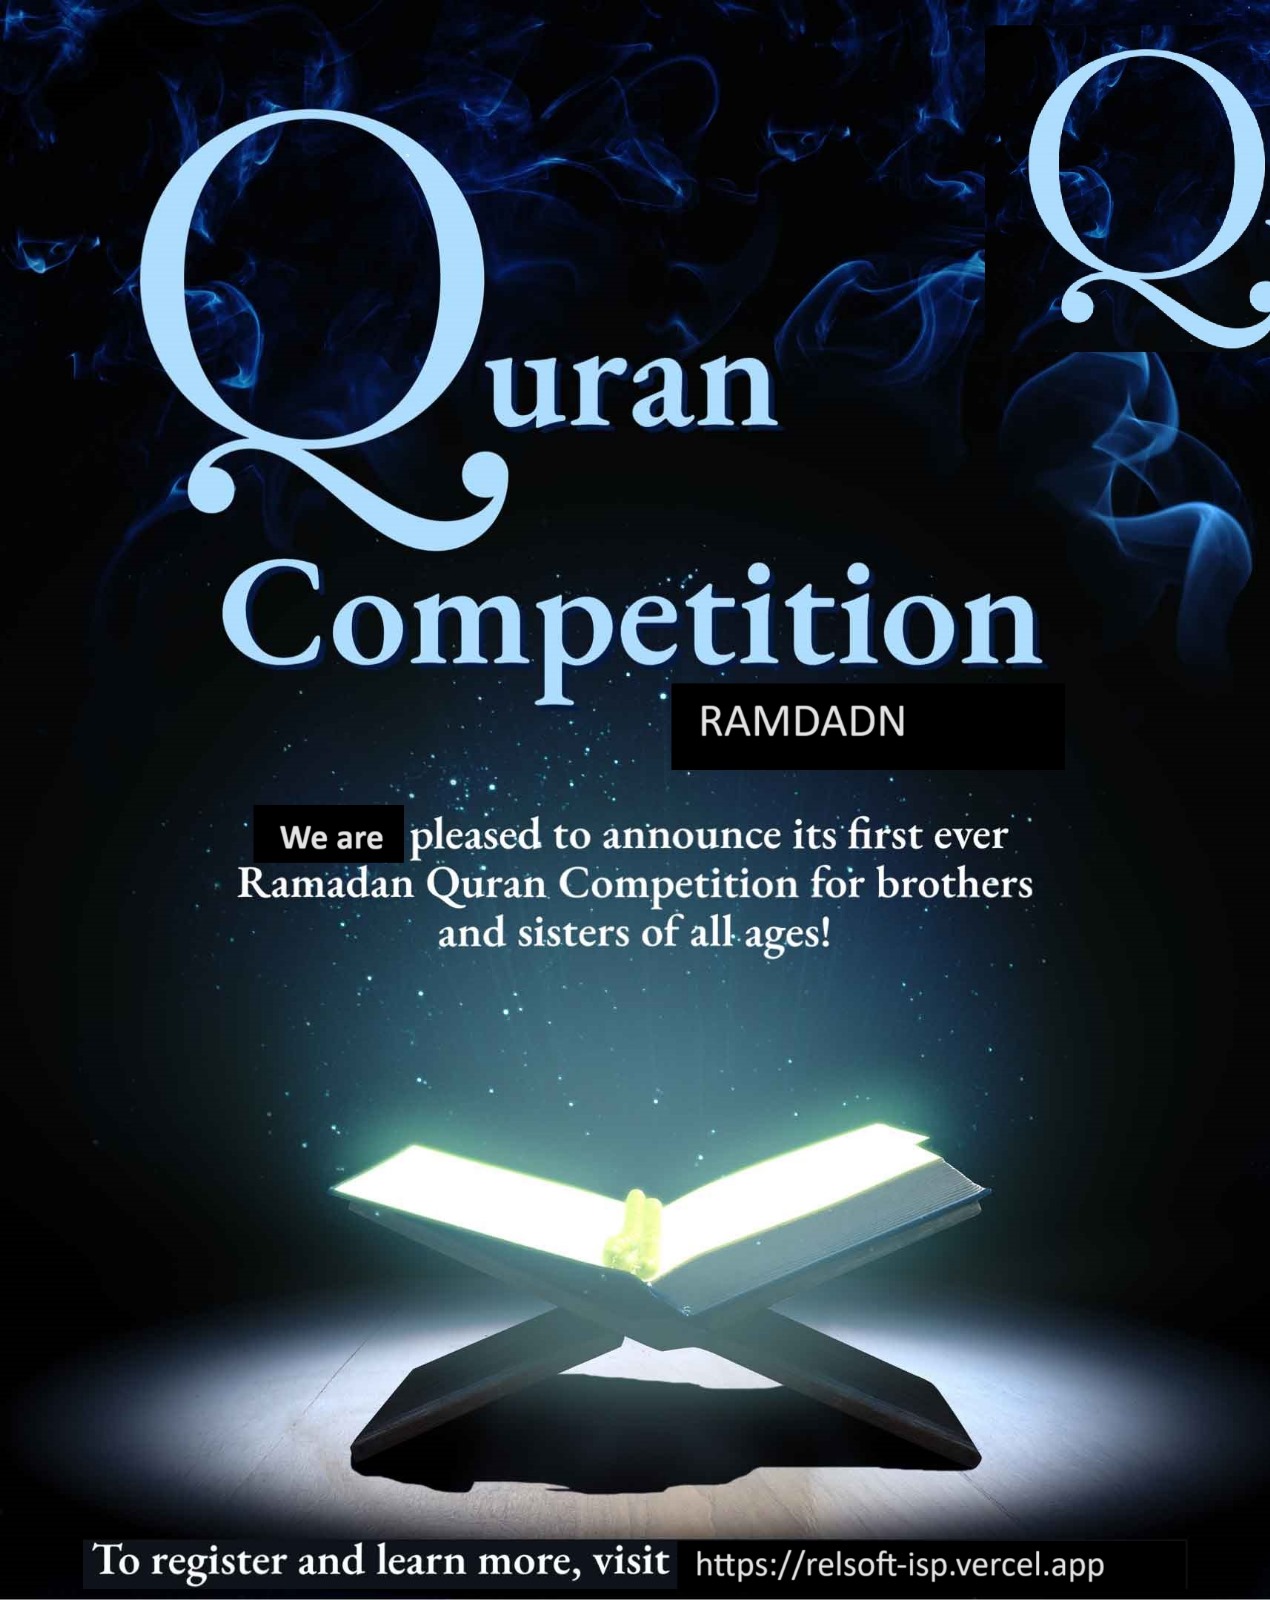 Q
Quran
Competition
RAMDADN
We are pleased to announce its first ever
Ramadan Quran Competition for brothers
and sisters of all ages!
To register and learn more, visit https://relsoft-isp.vercel.app